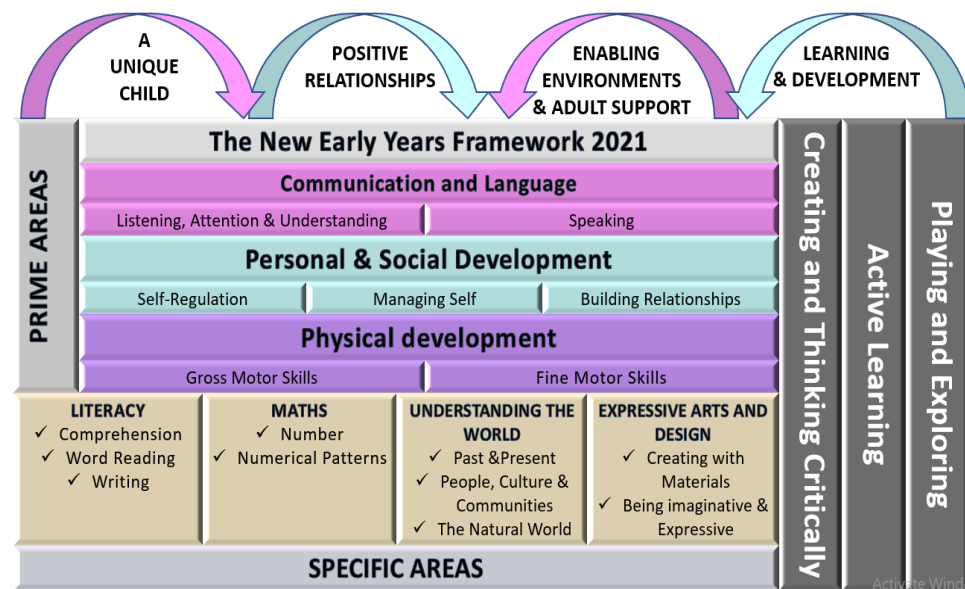 A
UNIQUE
CHILD
POSITIVE
RELATIONSHIPS
ENABLING
ENVIRONMENTS
& ADULT SUPPORT
LEARNING
& DEVELOPMENT
PRIME AREAS
The New Early Years Framework 2021
Communication and Language
Listening, Attention & Understanding
Speaking
Personal & Social Development
Self-Regulation
Managing Self
Building Relationships
Physical development
Gross Motor Skills
Fine Motor Skills
LITERACY
✓ Comprehension
✓ Word Reading
✓ Writing
MATHS
✓ Number
✓ Numerical Patterns
UNDERSTANDING THE
WORLD
✓ Past &Present
✓ People, Culture &
Communities
✓ The Natural World
EXPRESSIVE ARTS AND
DESIGN
✓ Creating with
Materials
✓ Being imaginative &
Expressive
SPECIFIC AREAS
Creating and Thinking Critically
Active Learning
Playing and Exploring
Activate Wind